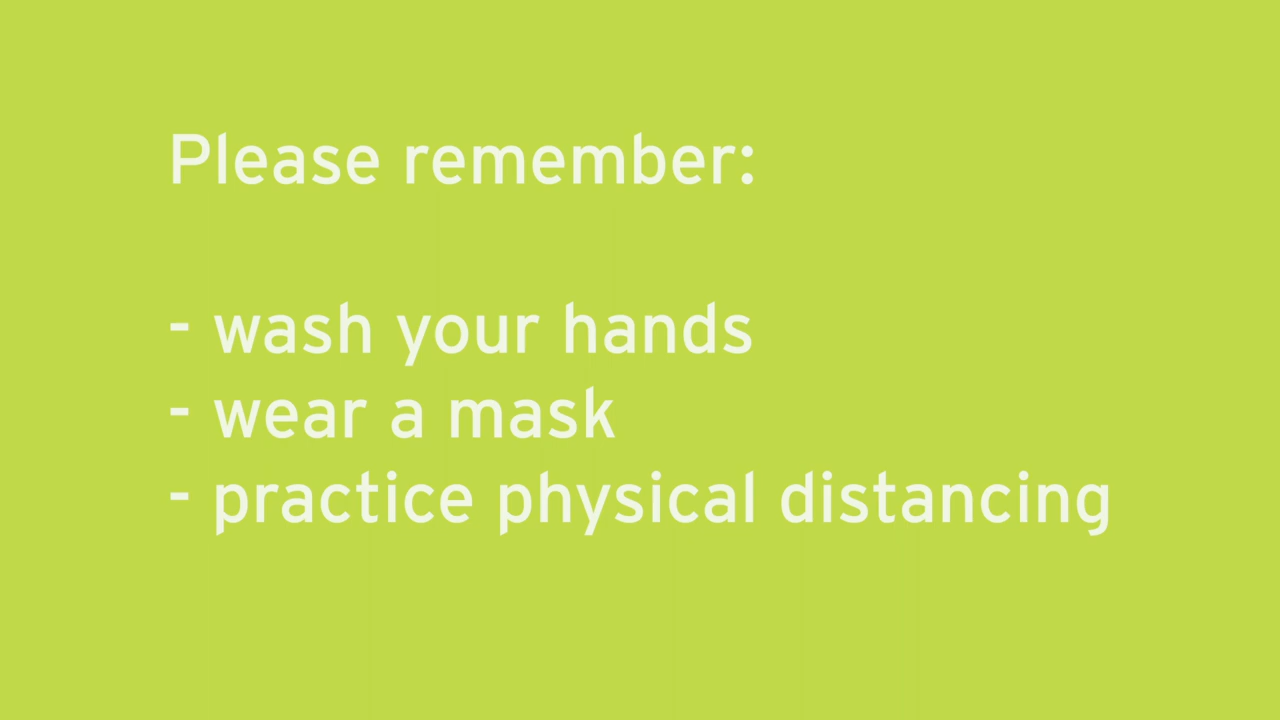 Please remember:
- wash your hands
- wear a mask
- practice physical distancing